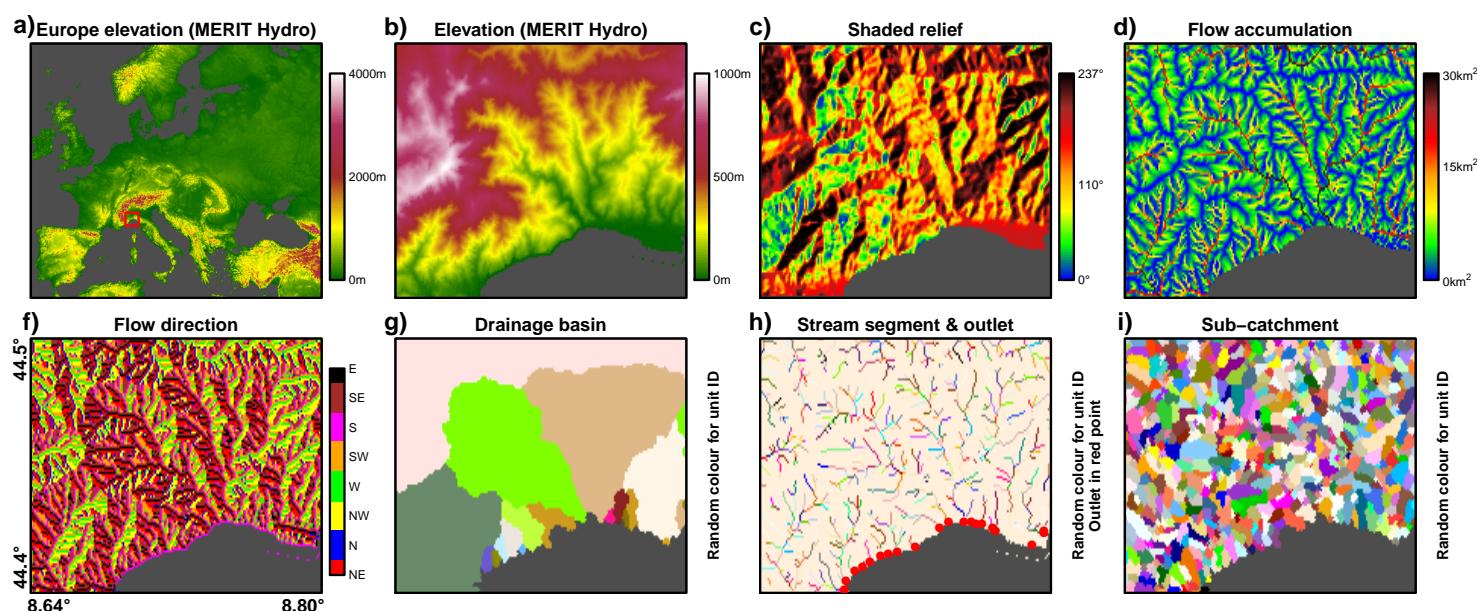 a) Europe elevation (MERIT Hydro)
4000m
2000m
0m
b) Elevation (MERIT Hydro)
1000m
500m
0m
c) Shaded relief
237°
110°
0°
d) Flow accumulation
30km²
15km²
0km²
f) Flow direction
44.5°
44.4°
8.64°
8.80°
E
SE
S
SW
W
NW
N
NE
g) Drainage basin
Random colour for unit ID
h) Stream segment & outlet
Random colour for unit ID
Outlet in red point
i) Sub−catchment
Random colour for unit ID